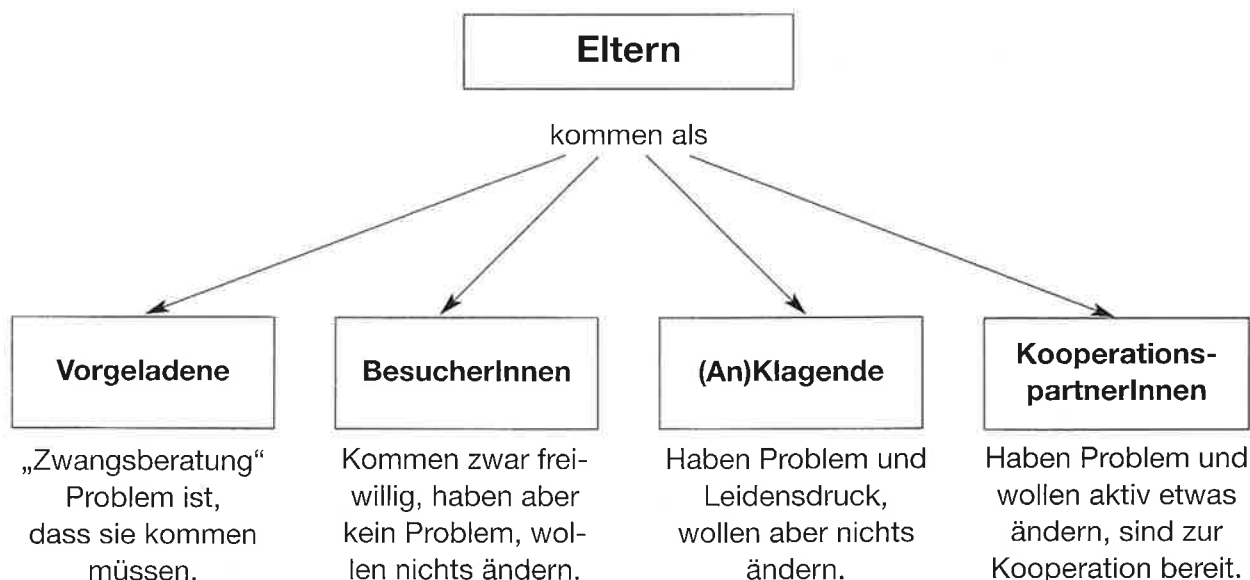 Eltern
kommen als
Vorgeladene
„Zwangsberatung“
Problem ist,
dass sie kommen
müssen.
BesucherInnen
Kommen zwar frei-
willig, haben aber
kein Problem, wol-
len nichts ändern.
(An)Klagende
Haben Problem und
Leidensdruck,
wollen aber nichts
ändern.
Kooperations-
partnerInnen
Haben Problem und
wollen aktiv etwas
ändern, sind zur
Kooperation bereit.